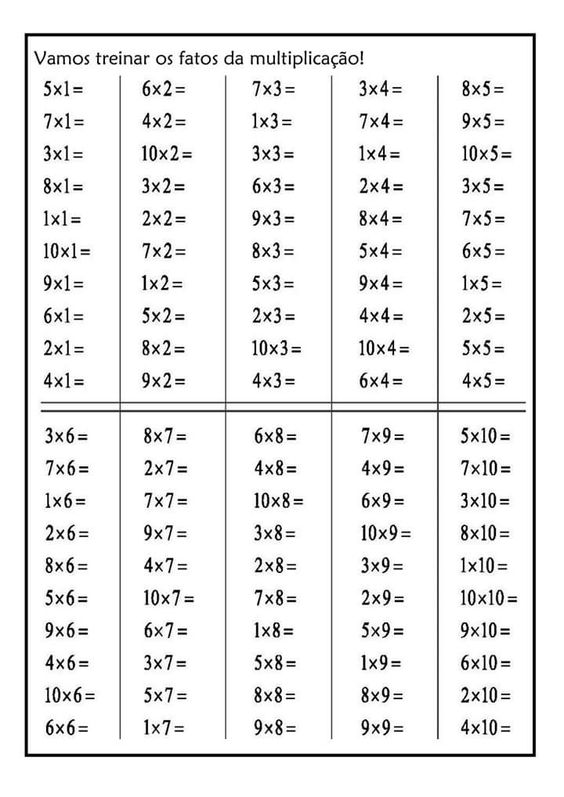 Vamos treinar os fatos da multiplicação!
5×1= 6×2= 7×3= 3×4= 8×5=
7×1= 4×2= 1×3= 7×4= 9×5=
3×1= 10×2= 3×3= 1×4= 10×5=
8×1= 3×2= 6×3= 2×4= 3×5=
1×1= 2×2= 9×3= 8×4= 7×5=
10×1= 7×2= 8×3= 5×4= 6×5=
9×1= 1×2= 5×3= 9×4= 1×5=
6×1= 5×2= 2×3= 4×4= 2×5=
2×1= 8×2= 10×3= 10×4= 5×5=
4×1= 9×2= 4×3= 6×4= 4×5=
3×6= 8×7= 6×8= 7×9= 5×10=
7×6= 2×7= 4×8= 4×9= 7×10=
1×6= 7×7= 10×8= 6×9= 3×10=
2×6= 9×7= 3×8= 10×9= 8×10=
8×6= 4×7= 2×8= 3×9= 1×10=
5×6= 10×7= 7×8= 2×9= 10×10=
9×6= 6×7= 1×8= 5×9= 9×10=
4×6= 3×7= 5×8= 1×9= 6×10=
10×6= 5×7= 8×8= 8×9= 2×10=
6×6= 1×7= 9×8= 9×9= 4×10=